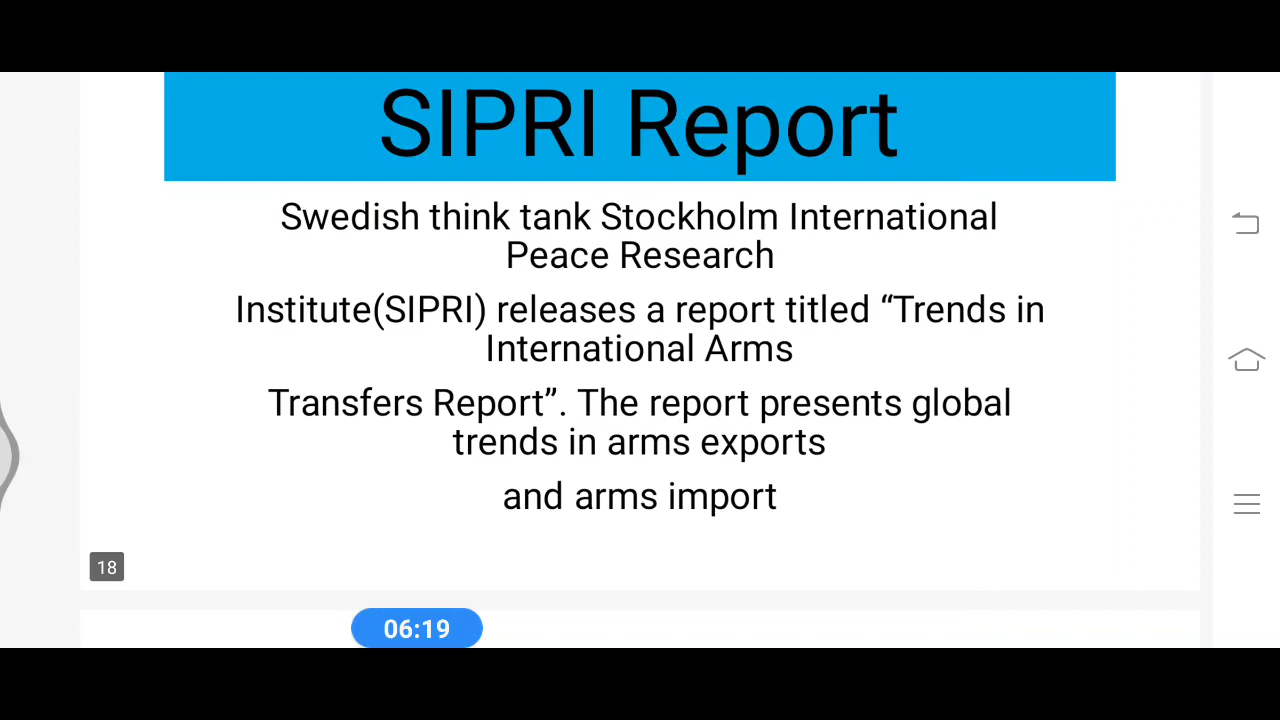 SIPRI Report
Swedish think tank Stockholm International
Peace Research
Institute(SIPRI) releases a report titled “Trends in
International Arms
Transfers Report”. The report presents global
trends in arms exports
and arms import
18
06:19